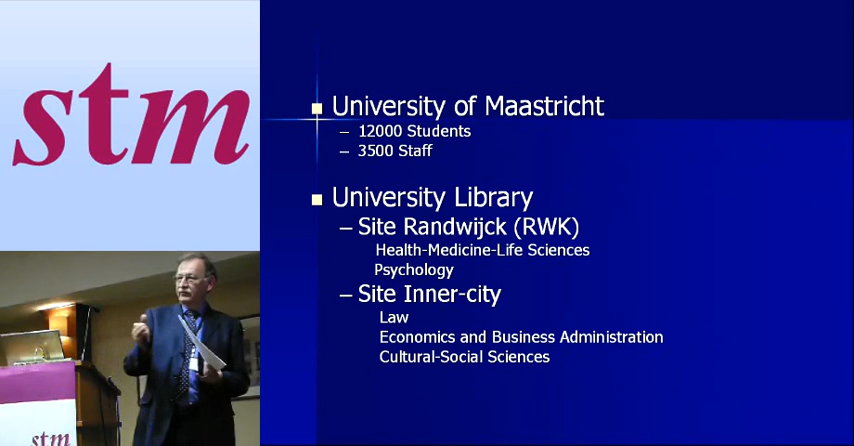 stm
stm
University of Maastricht
– 12000 Students
– 3500 Staff
University Library
– Site Randwijck (RWK)
Health-Medicine-Life Sciences
Psychology
– Site Inner-city
Law
Economics and Business Administration
Cultural-Social Sciences